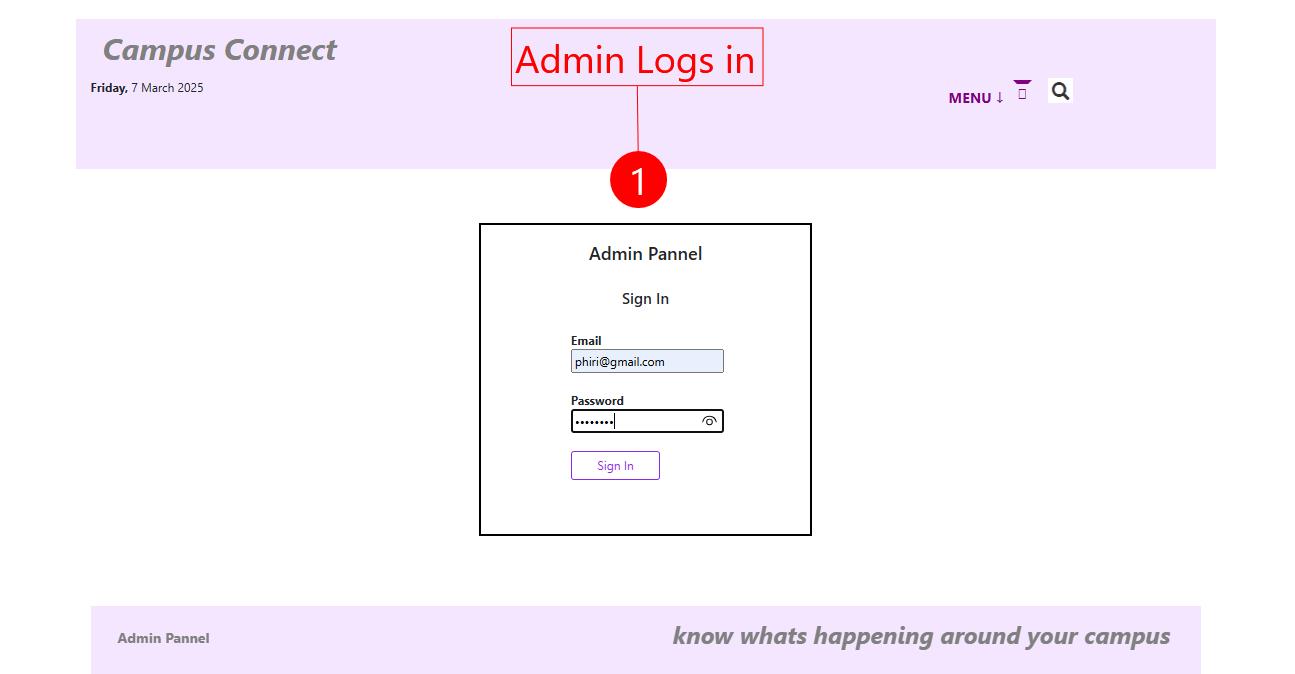 Campus Connect
Admin Logs in
Friday, 7 March 2025
MENU ↓
1
Admin Pannel
Sign In
Email
phiri@gmail.com
Password
••••••••
Sign In
Admin Pannel
know whats happening around your campus